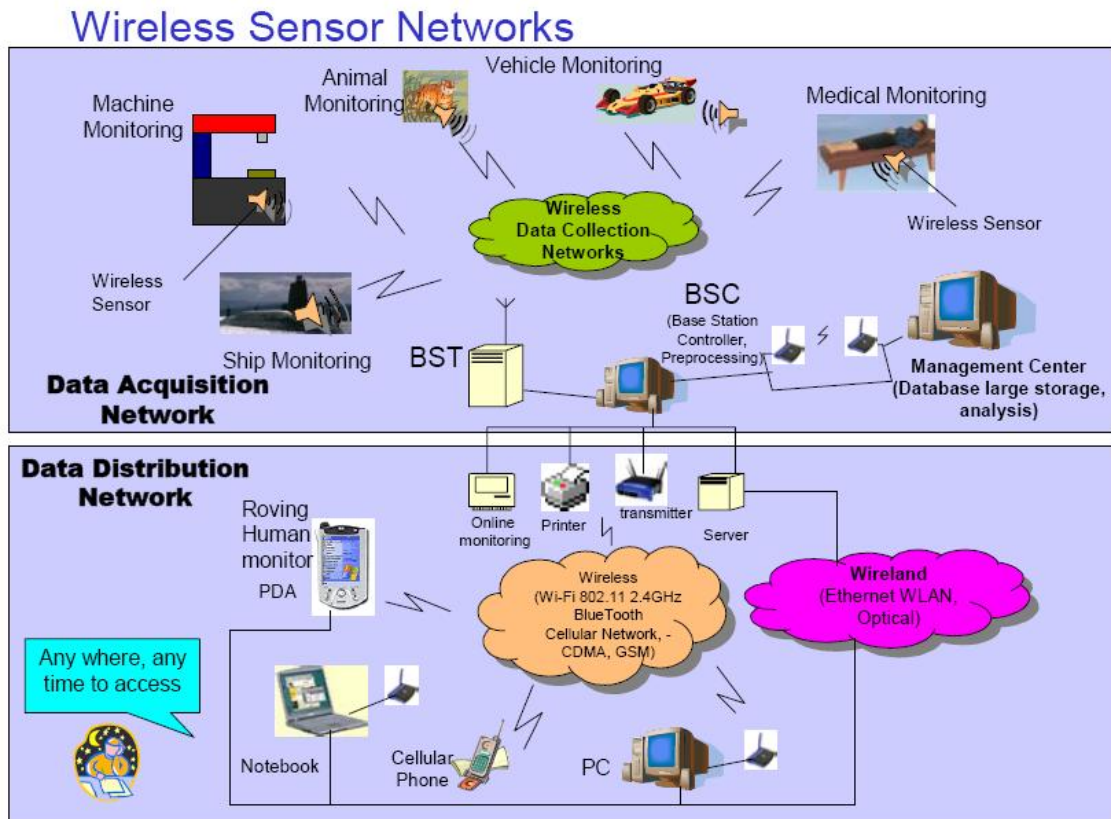 Wireless Sensor Networks
Machine
Monitoring
Animal
Monitoring
Vehicle Monitoring
Medical Monitoring
Wireless
Data Collection
Networks
Wireless Sensor
Wireless
Sensor
Ship Monitoring
BST
BSC
(Base Station
Controller,
Preprocessing)
Management Center
(Database large storage,
analysis)
Data Acquisition
Network
Data Distribution
Network
Roving
Human
monitor
PDA
Online
monitoring
Printer
transmitter
Server
Wireless
(Wi-Fi 802.11 2.4GHz
BlueTooth
Cellular Network, -
CDMA, GSM)
Wireland
(Ethernet WLAN,
Optical)
Any where, any
time to access
Notebook
Cellular
Phone
PC